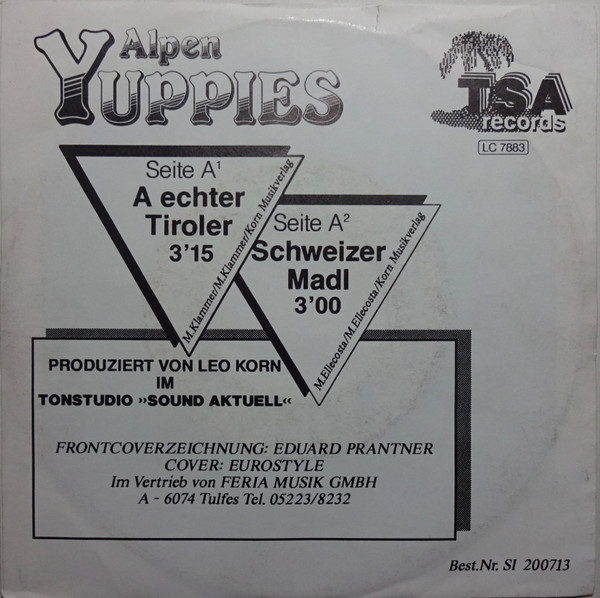 Alpen
YUPPIES
TSA
records
LC 7883
Seite A¹
A echter
Tiroler
3'15
M.Klammer/M.Klammer/Korn Musikverlag
Seite A²
Schweizer
Madl
3'00
M.Ellecosta/M.Ellecosta/Korn Musikverlag
PRODUZIERT VON LEO KORN
IM
TONSTUDIO »SOUND AKTUELL«
FRONTCOVERZEICHNUNG: EDUARD PRANTNER
COVER: EUROSTYLE
Im Vertrieb von FERIA MUSIK GMBH
A - 6074 Tulfes Tel. 05223/8232
Best.Nr. SI 200713